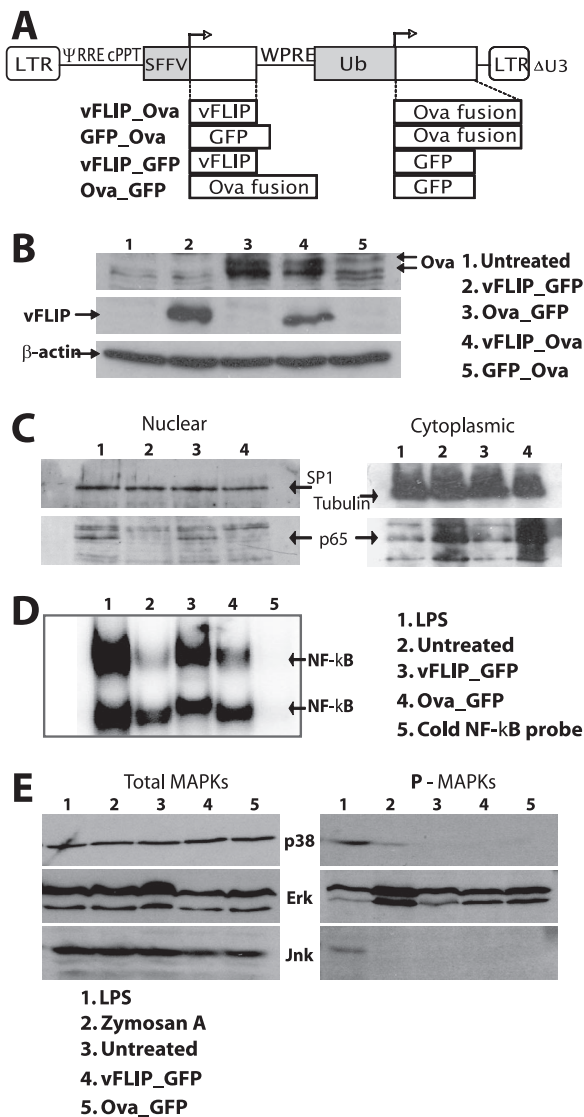 A
LTR ΨRRE cPPT SFFV WPRE Ub LTR ΔU3
vFLIP_Ova vFLIP Ova fusion
GFP_Ova GFP Ova fusion
vFLIP_GFP vFLIP GFP
Ova_GFP Ova fusion GFP
B
1 2 3 4 5
Ova
vFLIP
β-actin
1. Untreated
2. vFLIP_GFP
3. Ova_GFP
4. vFLIP_Ova
5. GFP_Ova
C
Nuclear Cytoplasmic
1 2 3 4 1 2 3 4
SP1
Tubulin
p65
D
1 2 3 4 5
NF-kB
NF-kB
1. LPS
2. Untreated
3. vFLIP_GFP
4. Ova_GFP
5. Cold NF-kB probe
E
Total MAPKs P - MAPKs
1 2 3 4 5 1 2 3 4 5
p38
Erk
Jnk
1. LPS
2. Zymosan A
3. Untreated
4. vFLIP_GFP
5. Ova_GFP